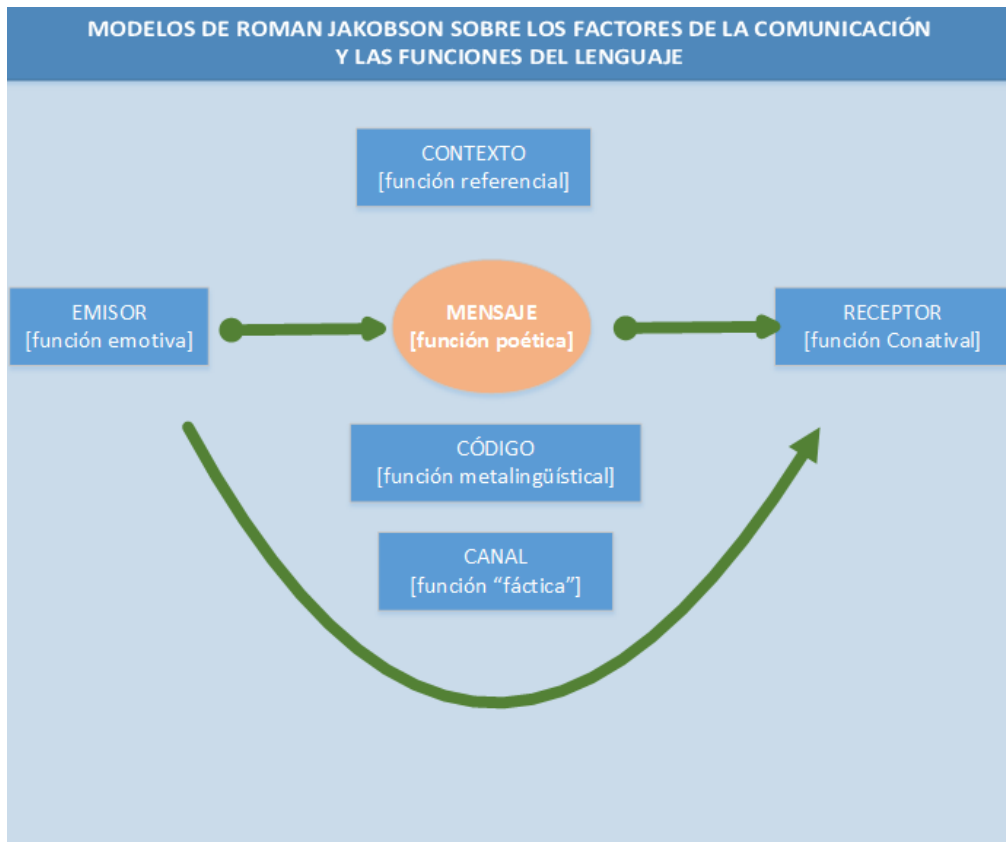 MODELOS DE ROMAN JAKOBSON SOBRE LOS FACTORES DE LA COMUNICACIÓN
Y LAS FUNCIONES DEL LENGUAJE
CONTEXTO
[función referencial]
EMISOR
[función emotiva]
MENSAJE
[función poética]
RECEPTOR
[función Conatival]
CÓDIGO
[función metalingüístical]
CANAL
[función “fáctica”]